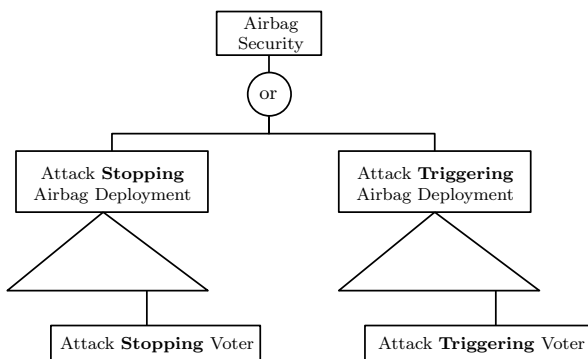 Airbag
Security
or
Attack Stopping
Airbag Deployment
Attack Triggering
Airbag Deployment
Attack Stopping Voter
Attack Triggering Voter